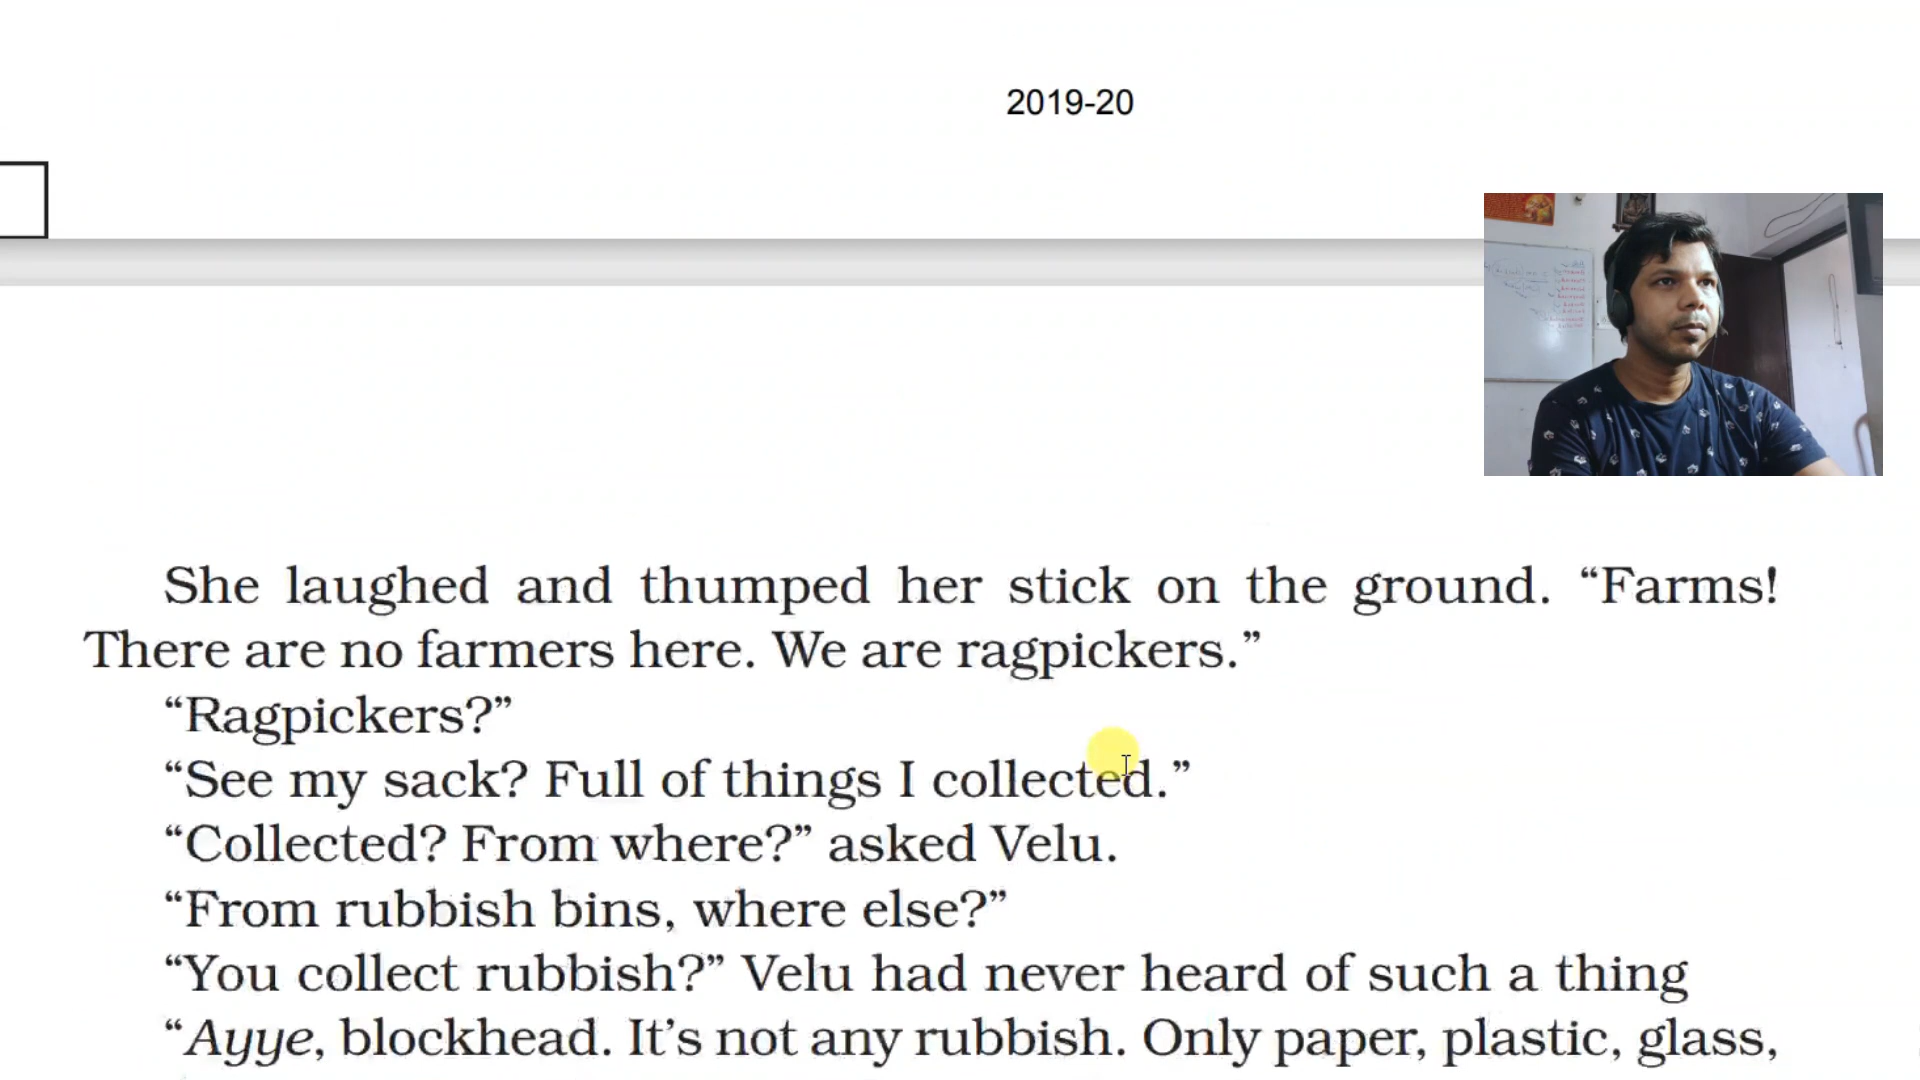 2019-20
She laughed and thumped her stick on the ground. “Farms!
There are no farmers here. We are ragpickers.”
“Ragpickers?”
“See my sack? Full of things I collected.”
“Collected? From where?” asked Velu.
“From rubbish bins, where else?”
“You collect rubbish?” Velu had never heard of such a thing
“Ayye, blockhead. It’s not any rubbish. Only paper, plastic, glass,